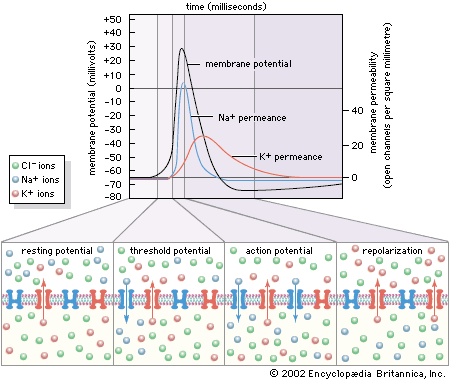 time (milliseconds)
+50
+40
+30
+20
+10
0
-10
-20
-30
-40
-50
-60
-70
-80
membrane potential (millivolts)
membrane potential
Na+ permeance
K+ permeance
40
20
0
membrane permeability
(open channels per square millimetre)
Cl− ions
Na+ ions
K+ ions
resting potential
threshold potential
action potential
repolarization
© 2002 Encyclopædia Britannica, Inc.